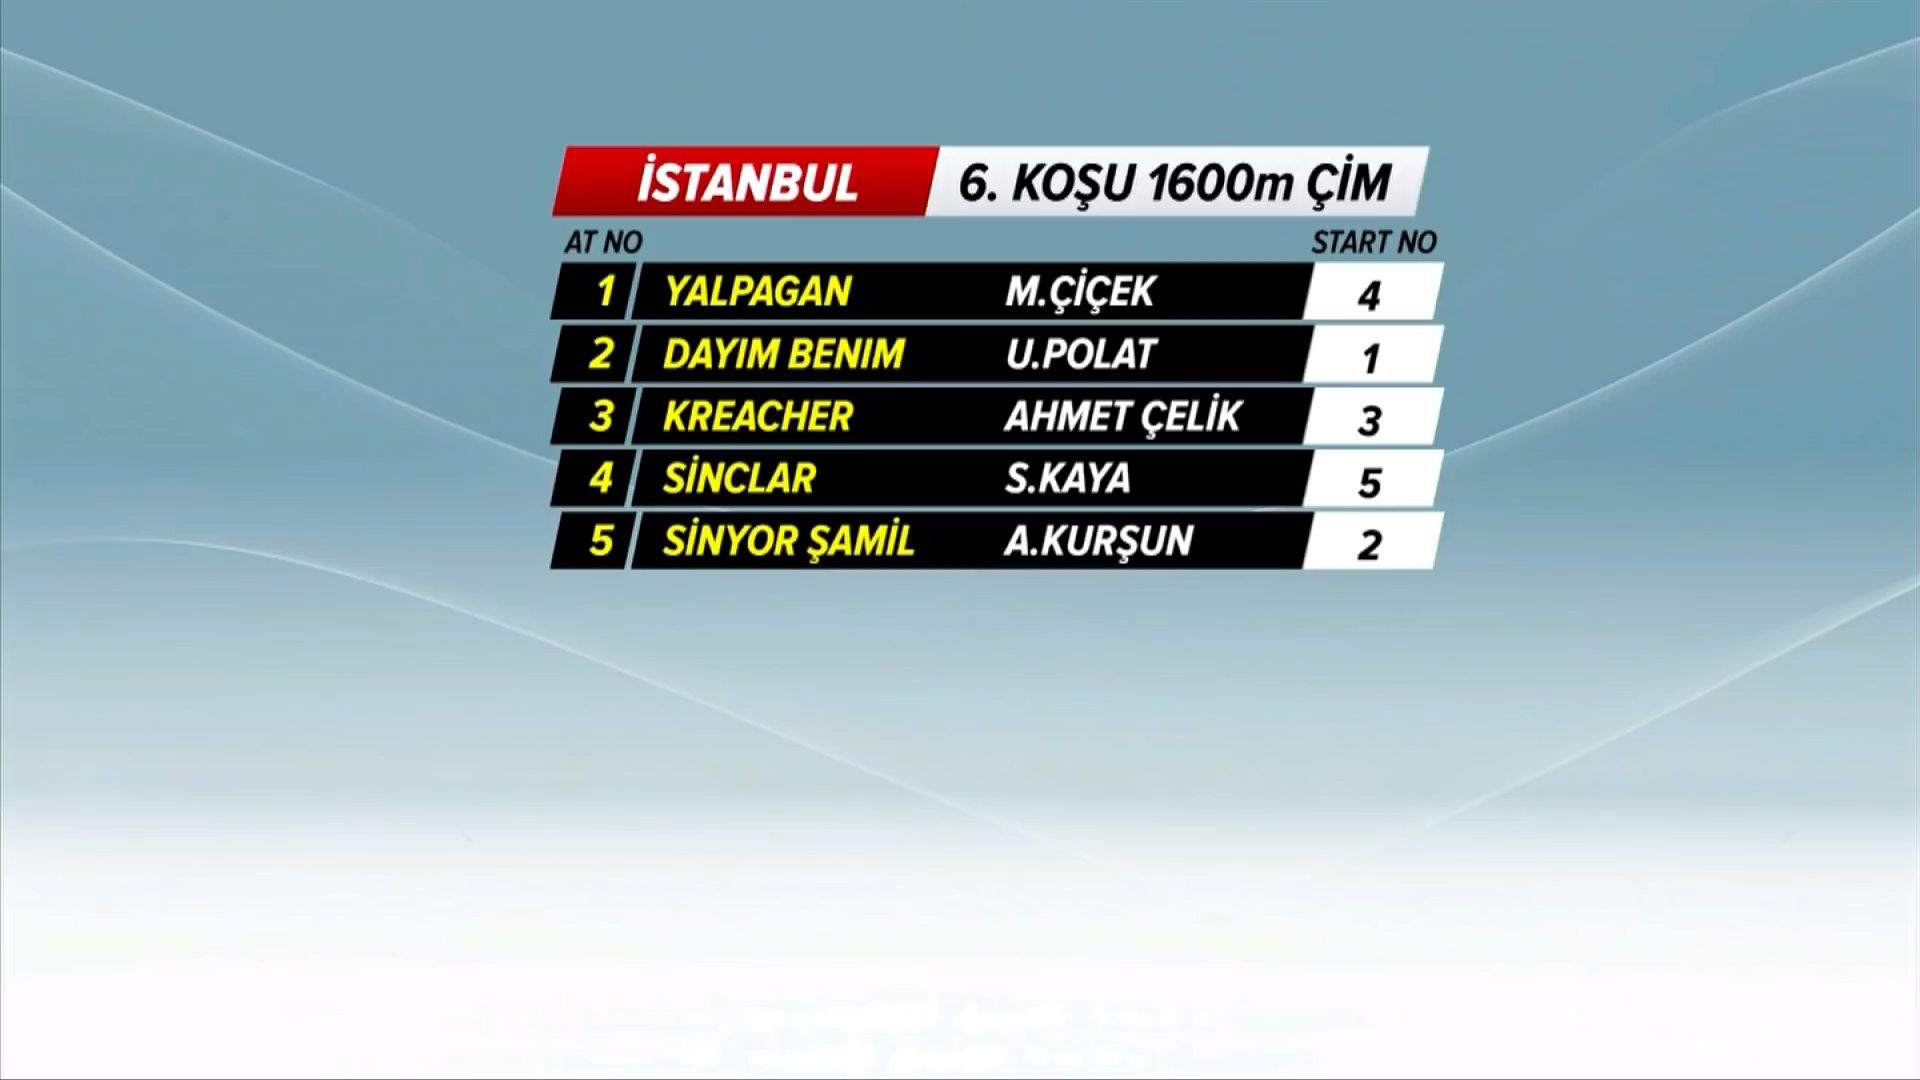 İSTANBUL 6. KOŞU 1600m ÇİM
AT NO START NO
1 YALPAGAN M.ÇİÇEK 4
2 DAYIM BENIM U.POLAT 1
3 KREACHER AHMET ÇELİK 3
4 SİNCLAR S.KAYA 5
5 SİNYOR ŞAMİL A.KURŞUN 2